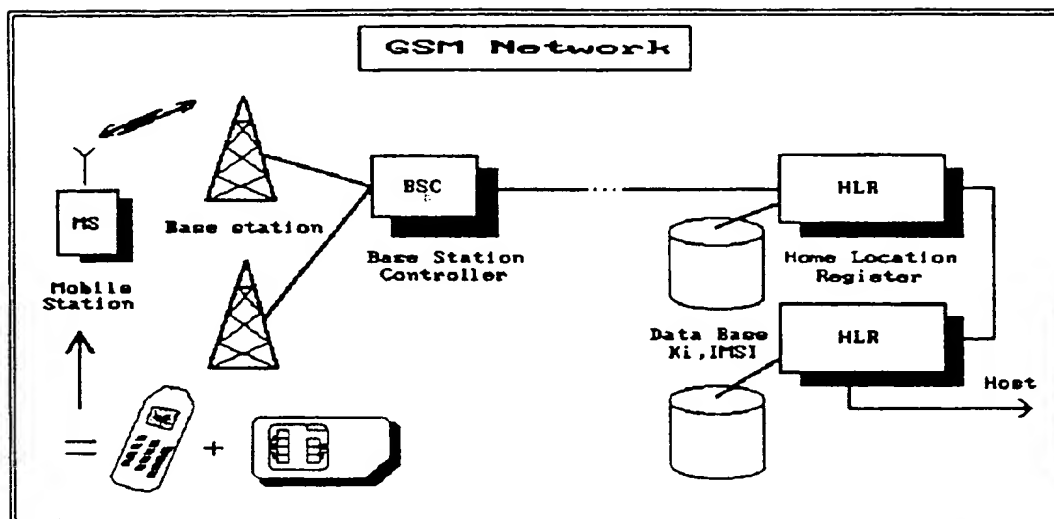 GSM Network
MS
Mobile
Station
Base station
BSC
Base Station
Controller
...
HLR
Home Location
Register
Data Base
Ki,IMSI
HLR
Host
=
+